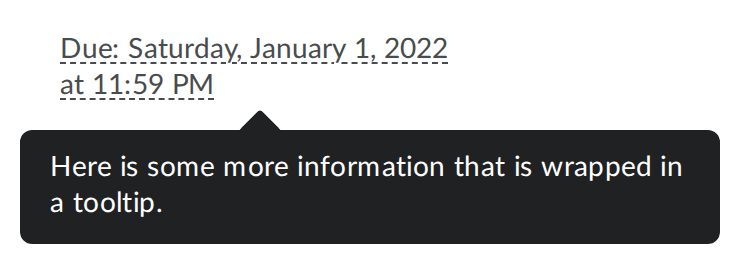 Due: Saturday, January 1, 2022
at 11:59 PM
Here is some more information that is wrapped in
a tooltip.